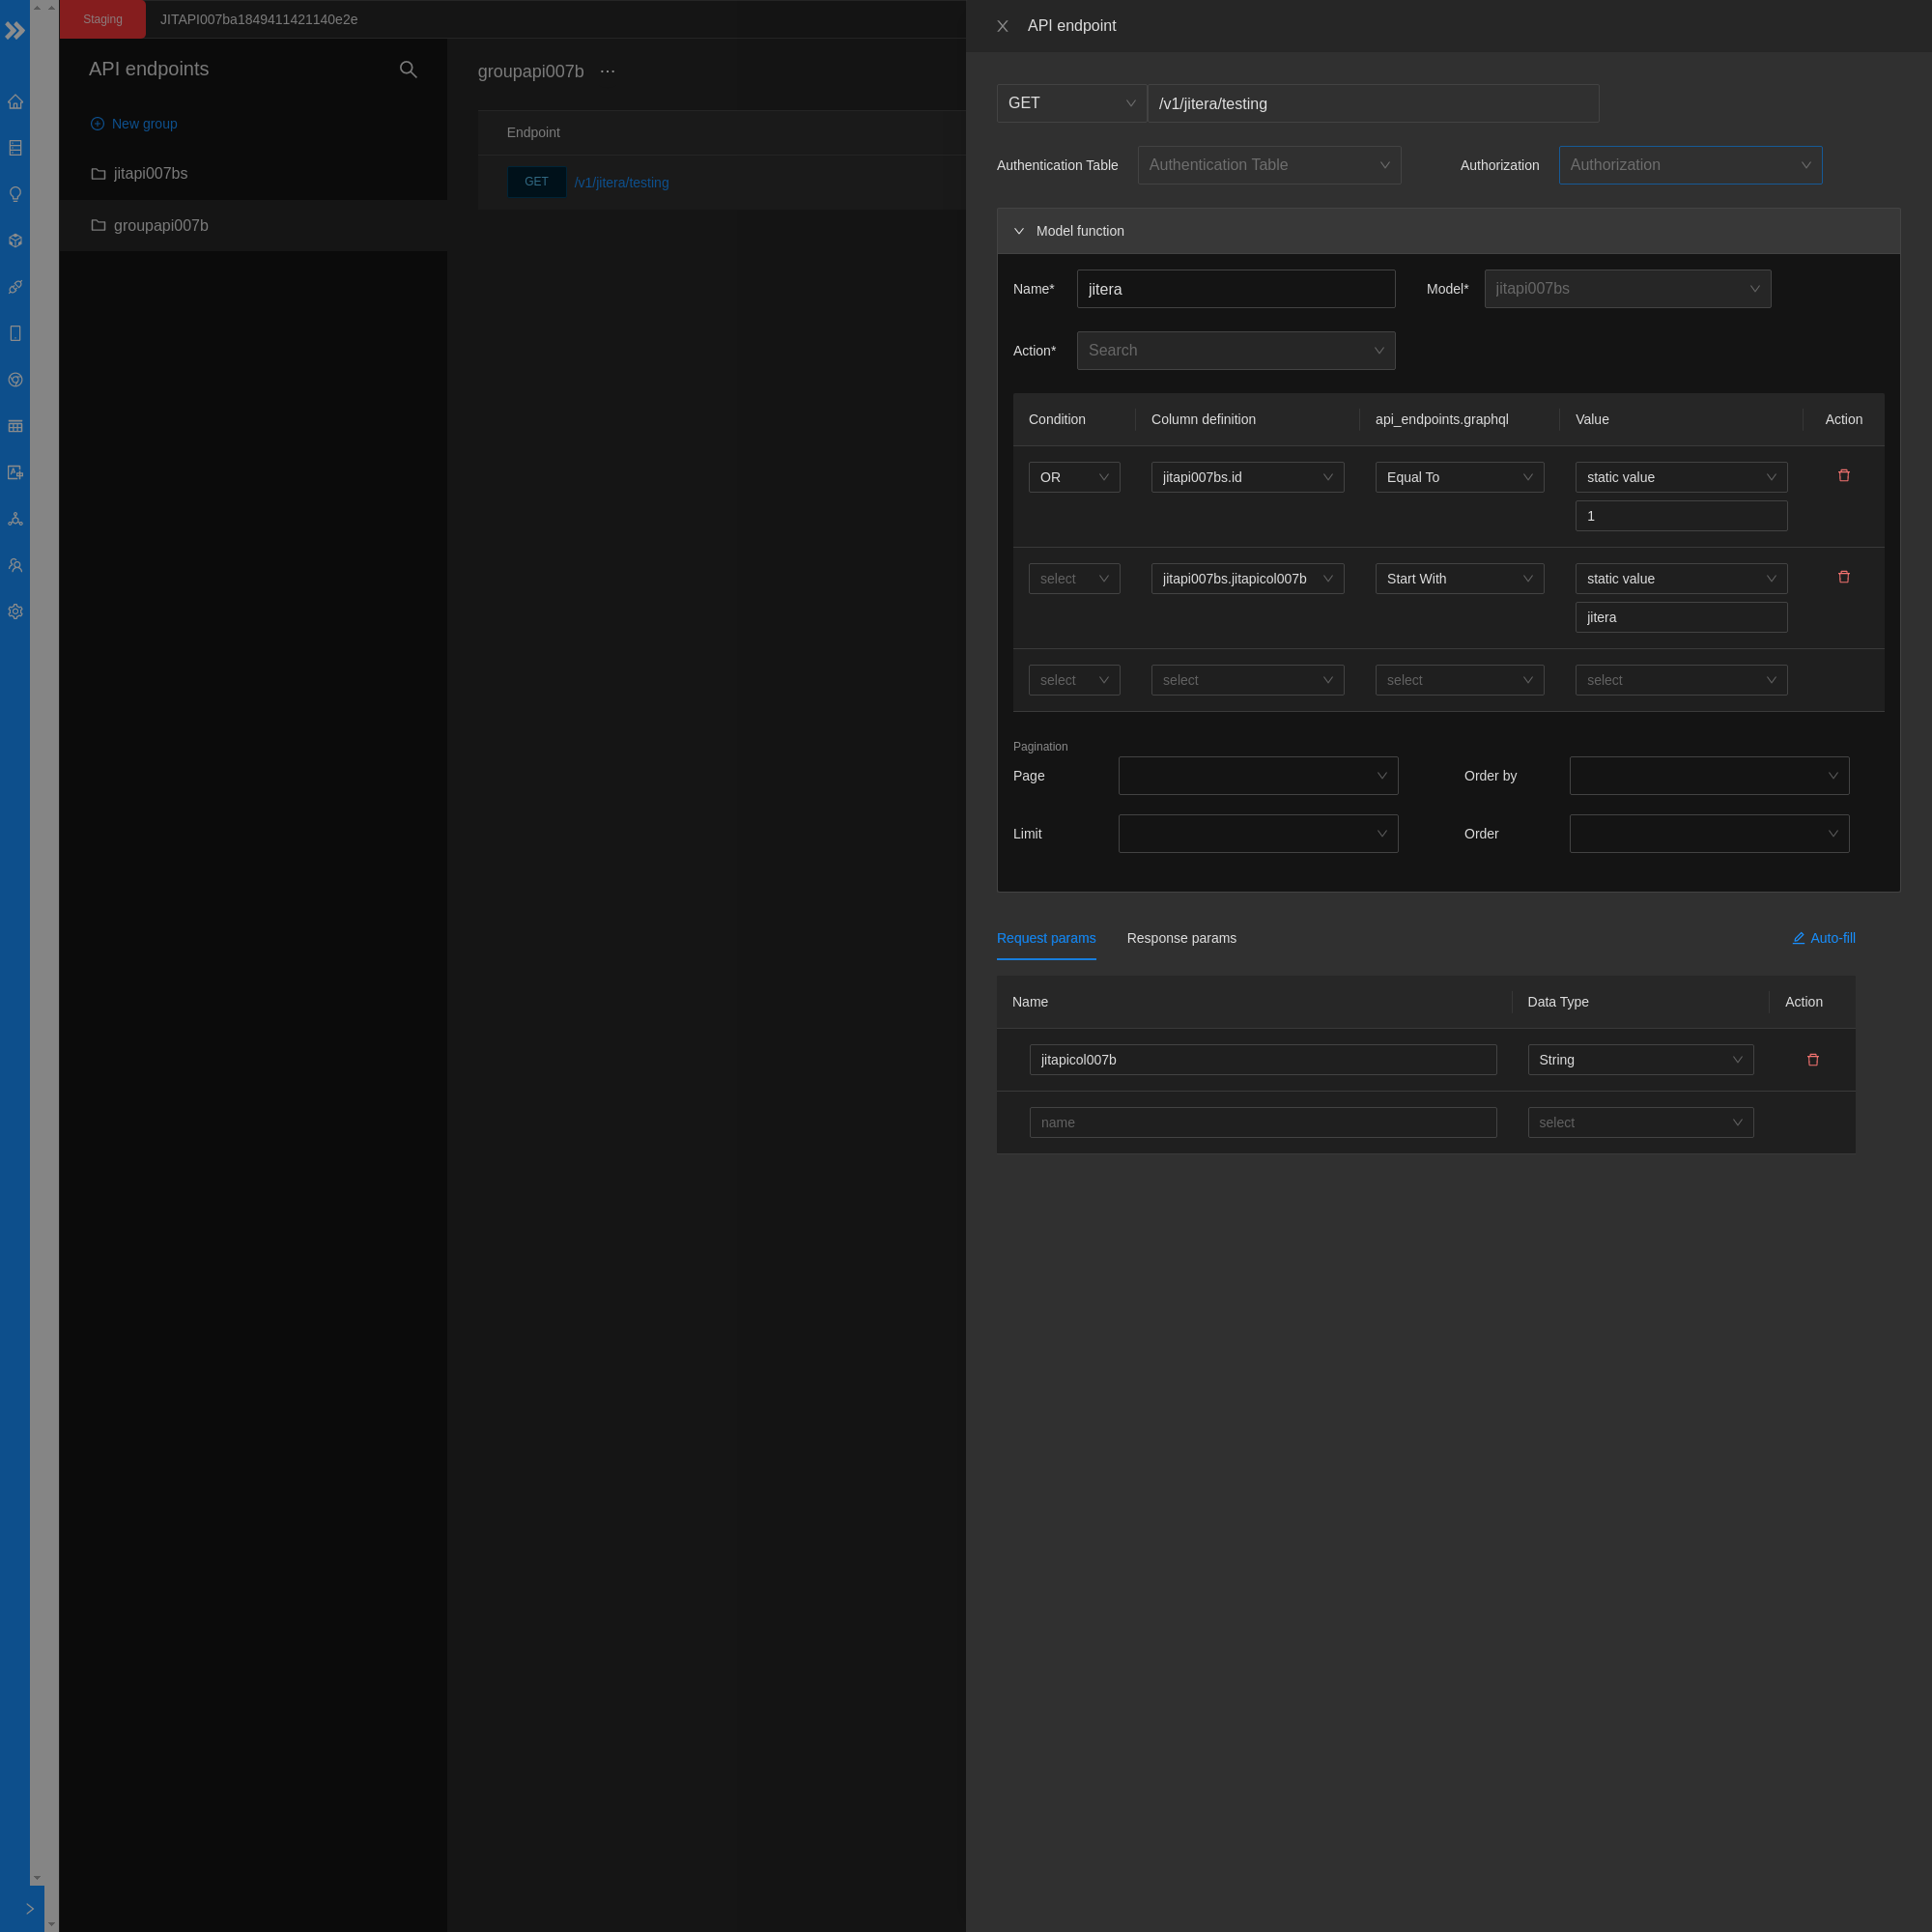 Staging
JITAPI007ba1849411421140e2e
API endpoints
New group
jitapi007bs
groupapi007b
groupapi007b ...
Endpoint
GET /v1/jitera/testing
API endpoint
GET /v1/jitera/testing
Authentication Table Authentication Table Authorization Authorization
Model function
Name* jitera Model* jitapi007bs
Action* Search
Condition Column definition api_endpoints.graphql Value Action
OR jitapi007bs.id Equal To static value
1
select jitapi007bs.jitapicol007b Start With static value
jitera
select select select select
Pagination
Page Order by
Limit Order
Request params Response params Auto-fill
Name Data Type Action
jitapicol007b String
name select